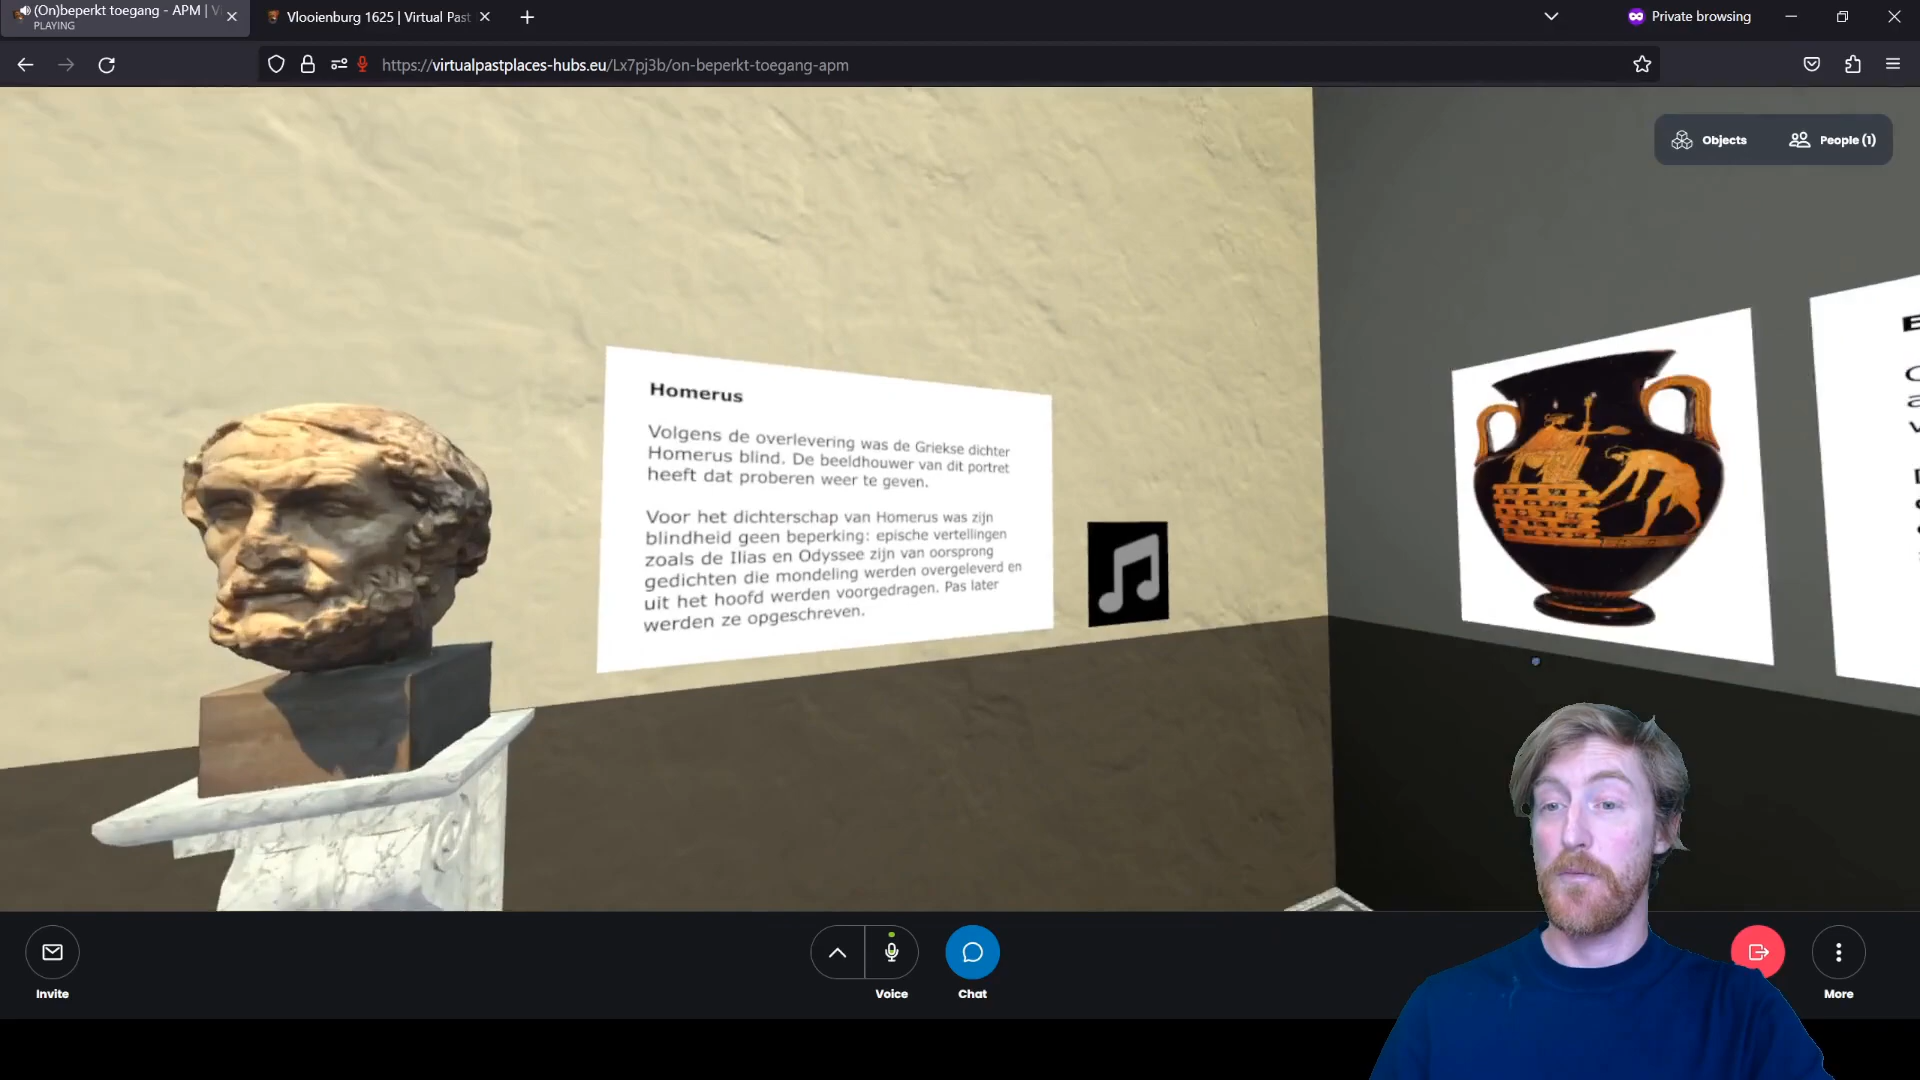 (On)beperkt toegang - APM | Vi
PLAYING
Vlooienburg 1625 | Virtual Past
Private browsing
https://virtualpastplaces-hubs.eu/Lx7pj3b/on-beperkt-toegang-apm
Objects
People (1)
Homerus
Volgens de overlevering was de Griekse dichter
Homerus blind. De beeldhouwer van dit portret
heeft dat proberen weer te geven.
Voor het dichterschap van Homerus was zijn
blindheid geen beperking: epische vertellingen
zoals de Ilias en Odyssee zijn van oorsprong
gedichten die mondeling werden overgeleverd en
uit het hoofd werden voorgedragen. Pas later
werden ze opgeschreven.
Invite
Voice
Chat
More